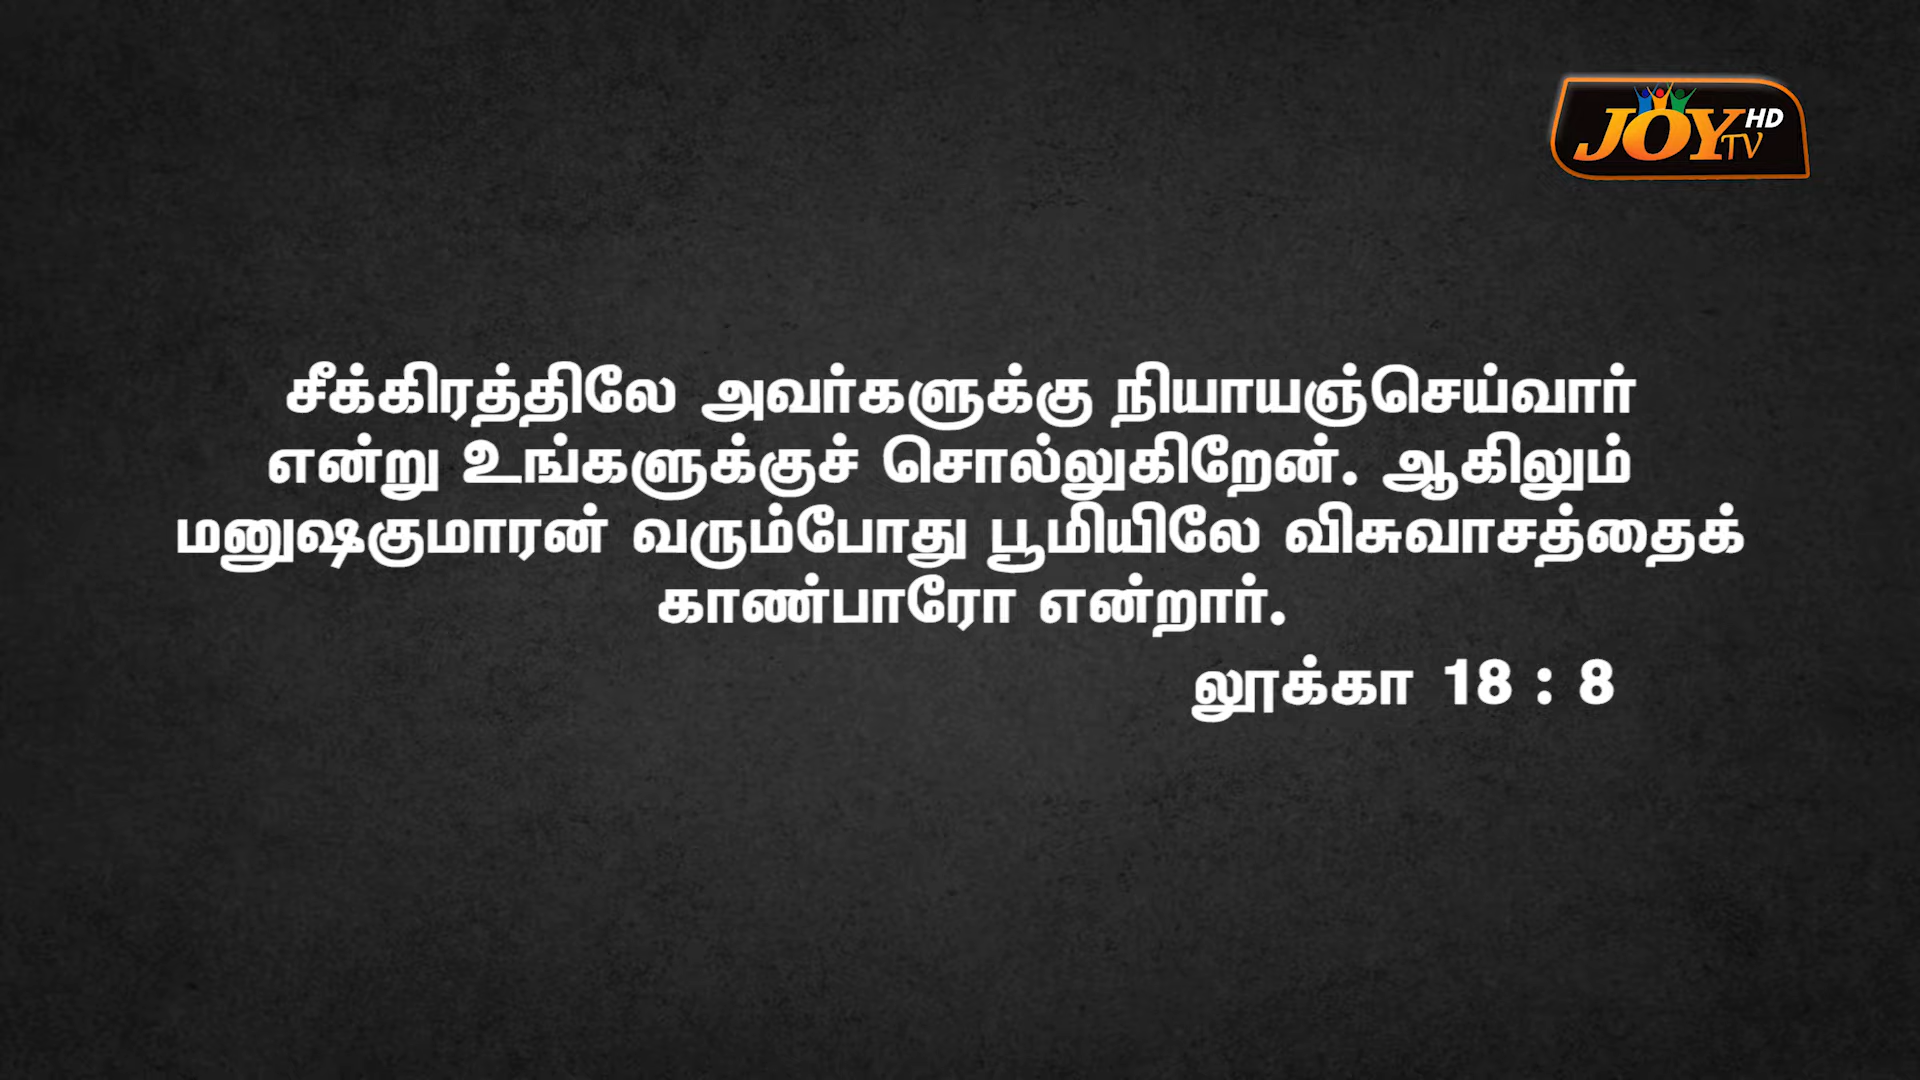 JOY HD
TV
சீக்கிரத்திலே அவர்களுக்கு நியாயஞ்செய்வார்
என்று உங்களுக்குச் சொல்லுகிறேன். ஆகிலும்
மனுஷகுமாரன் வரும்போது பூமியிலே விசுவாசத்தைக்
காண்பாரோ என்றார்.
லூக்கா 18 : 8